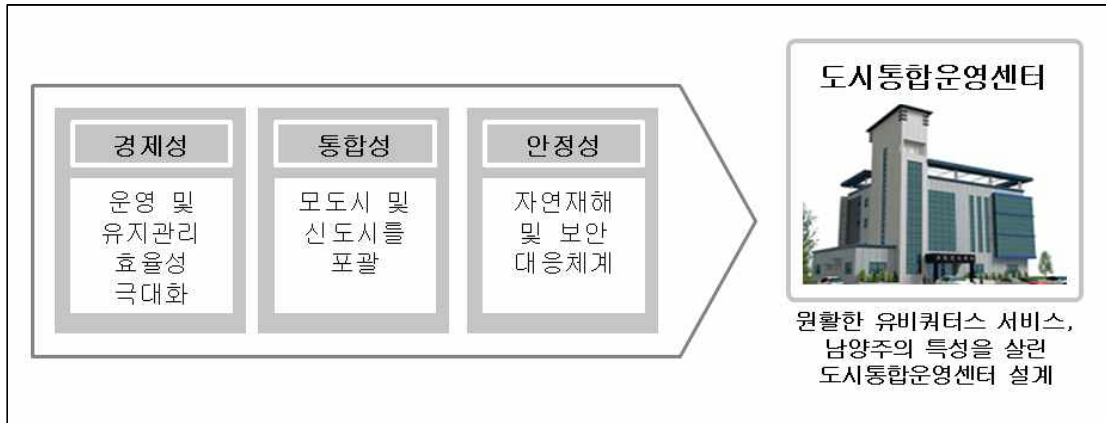 경제성
운영 및
유지관리
효율성
극대화
통합성
모도시 및
신도시를
포괄
안정성
자연재해
및 보안
대응체계
도시통합운영센터
원활한 유비쿼터스 서비스,
남양주의 특성을 살린
도시통합운영센터 설계